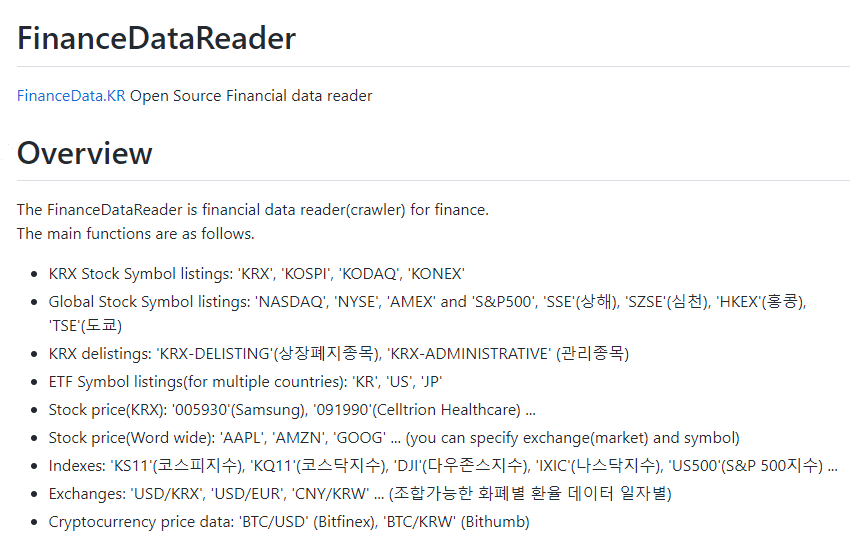 FinanceDataReader
FinanceData.KR Open Source Financial data reader
Overview
The FinanceDataReader is financial data reader(crawler) for finance.
The main functions are as follows.
• KRX Stock Symbol listings: 'KRX', 'KOSPI', 'KODAQ', 'KONEX'
• Global Stock Symbol listings: 'NASDAQ', 'NYSE', 'AMEX' and 'S&P500', 'SSE'(상해), 'SZSE'(심천), 'HKEX'(홍콩),
'TSE'(도쿄)
• KRX delistings: 'KRX-DELISTING'(상장폐지종목), 'KRX-ADMINISTRATIVE' (관리종목)
• ETF Symbol listings(for multiple countries): 'KR', 'US', 'JP'
• Stock price(KRX): '005930'(Samsung), '091990'(Celltrion Healthcare) ...
• Stock price(Word wide): 'AAPL', 'AMZN', 'GOOG' ... (you can specify exchange(market) and symbol)
• Indexes: 'KS11'(코스피지수), 'KQ11'(코스닥지수), 'DJI'(다우존스지수), 'IXIC'(나스닥지수), 'US500'(S&P 500지수) ...
• Exchanges: 'USD/KRX', 'USD/EUR', 'CNY/KRW' ... (조합가능한 화폐별 환율 데이터 일자별)
• Cryptocurrency price data: 'BTC/USD' (Bitfinex), 'BTC/KRW' (Bithumb)